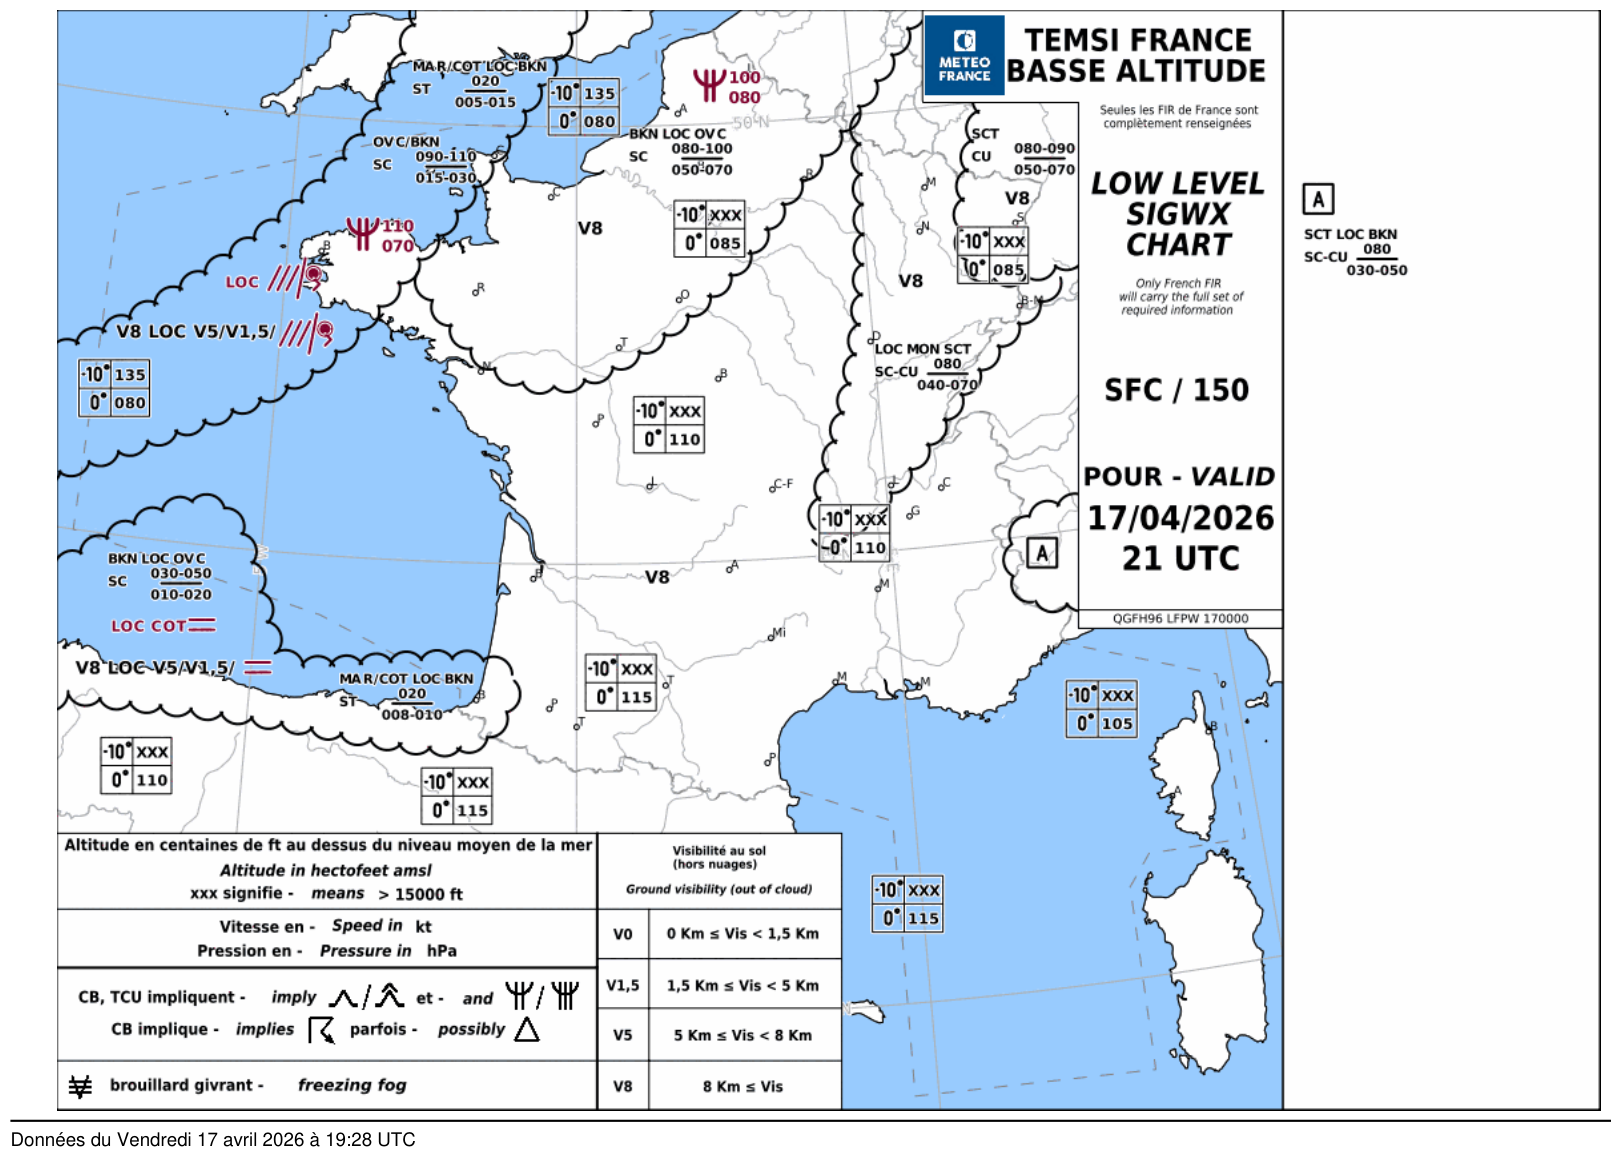 METEO
FRANCE
TEMSI FRANCE
BASSE ALTITUDE
Seules les FIR de France sont
complètement renseignées
LOW LEVEL
SIGWX
CHART
Only French FIR
will carry the full set of
required information
SFC / 150
POUR - VALID
17/04/2026
21 UTC
QGFH96 LFPW 170000
A
SCT LOC BKN
SC-CU 080
030-050
MAR/COT LOC BKN
ST 020
005-015
-10° 135
0° 080
100
080
A
50°N
OVC/BKN
SC 090-110
015-030
C
BKN LOC OVC
SC 080-100
050-070
R
SCT
CU 080-090
050-070
V8
M
S
C
V8
-10° xxx
0° 085
N
-10° xxx
0° 085
110
070
B
LOC
V8
R
O
B-M
V8 LOC V5/V1,5/
D
T
LOC MON SCT
SC-CU 080
040-070
-10° 135
0° 080
N
B
P
-10° xxx
0° 110
L
C-F
L
C
G
-10° xxx
0° 110
A
BKN LOC OVC
SC 030-050
010-020
B
V8
A
M
LOC COT
Mi
V8 LOC V5/V1,5/
N
MAR/COT LOC BKN
ST 020
008-010
B
-10° xxx
0° 115
T
M
M
P
T
-10° xxx
0° 105
B
-10° xxx
0° 110
-10° xxx
0° 115
P
A
-10° xxx
0° 115
Altitude en centaines de ft au dessus du niveau moyen de la mer
Altitude in hectofeet amsl
xxx signifie - means > 15000 ft
Vitesse en - Speed in kt
Pression en - Pressure in hPa
CB, TCU impliquent - imply / et - and /
CB implique - implies parfois - possibly
brouillard givrant - freezing fog
Visibilité au sol
(hors nuages)
Ground visibility (out of cloud)
V0 0 Km ≤ Vis < 1,5 Km
V1,5 1,5 Km ≤ Vis < 5 Km
V5 5 Km ≤ Vis < 8 Km
V8 8 Km ≤ Vis
Données du Vendredi 17 avril 2026 à 19:28 UTC